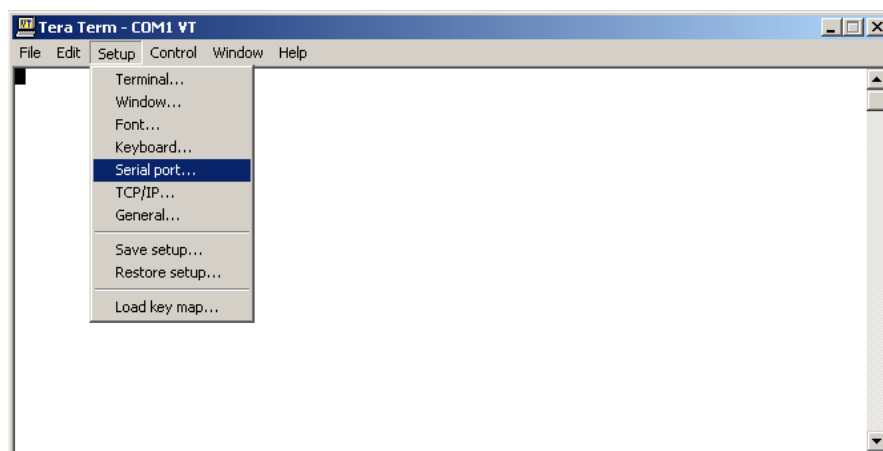 Tera Term - COM1 VT
File Edit Setup Control Window Help
Terminal...
Window...
Font...
Keyboard...
Serial port...
TCP/IP...
General...
Save setup...
Restore setup...
Load key map...